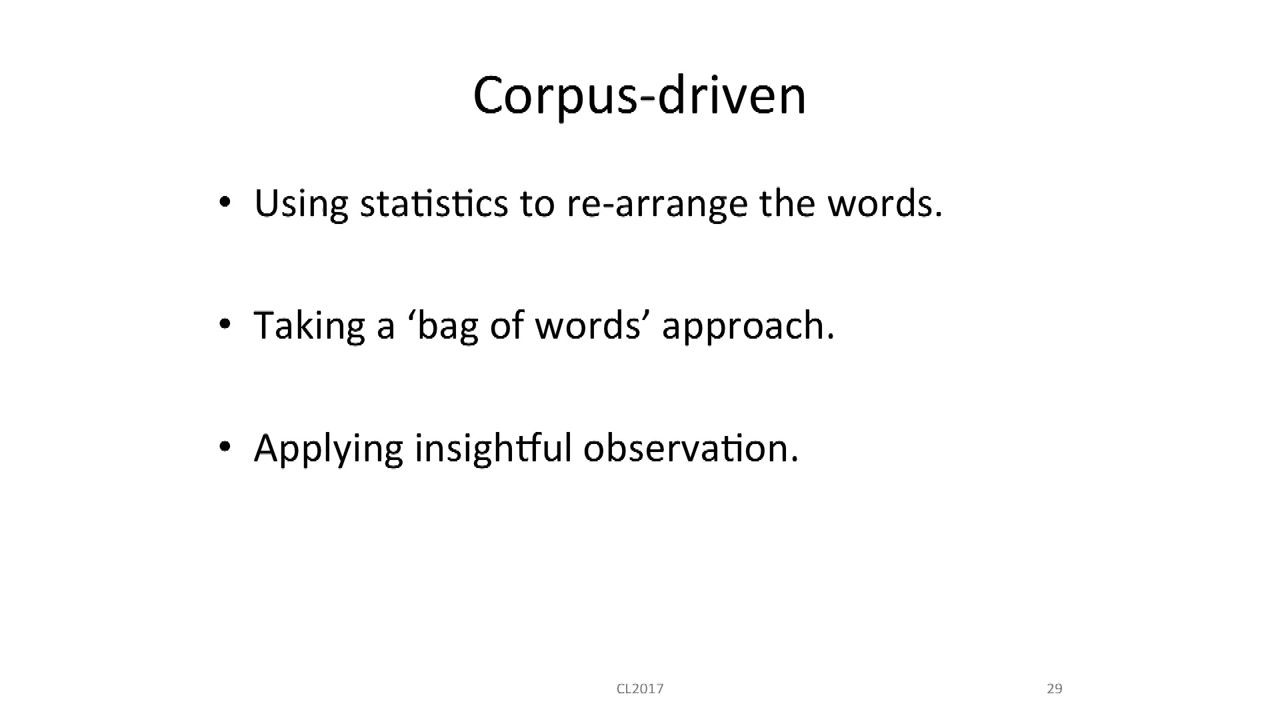 Corpus-driven
• Using statistics to re-arrange the words.
• Taking a ‘bag of words’ approach.
• Applying insightful observation.
CL2017
29